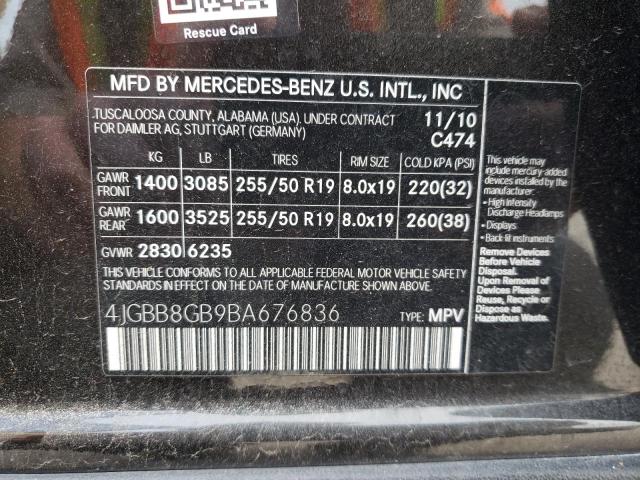 Rescue Card
MFD BY MERCEDES-BENZ U.S. INTL., INC
TUSCALOOSA COUNTY, ALABAMA (USA), UNDER CONTRACT
FOR DAIMLER AG, STUTTGART (GERMANY)
11/10
C474
KG LB TIRES RIM SIZE COLD KPA (PSI)
GAWR FRONT 1400 3085 255/50 R19 8.0x19 220(32)
GAWR REAR 1600 3525 255/50 R19 8.0x19 260(38)
GVWR 2830 6235
THIS VEHICLE CONFORMS TO ALL APPLICABLE FEDERAL MOTOR VEHICLE SAFETY,
BUMPER, AND THEFT PREVENTION STANDARDS IN EFFECT ON THE DATE OF
MANUFACTURE SHOWN ABOVE.
4JGBB8GB9BA676836
TYPE: MPV
This vehicle may
include mercury-added
devices installed by the
manufacturer:
• High Intensity
Discharge Headlamps
• Displays
• Back-lit instruments
Remove Devices
Before Vehicle
Disposal.
Upon Removal
of Devices Please
Reuse, Recycle or
Dispose as
Hazardous Waste.